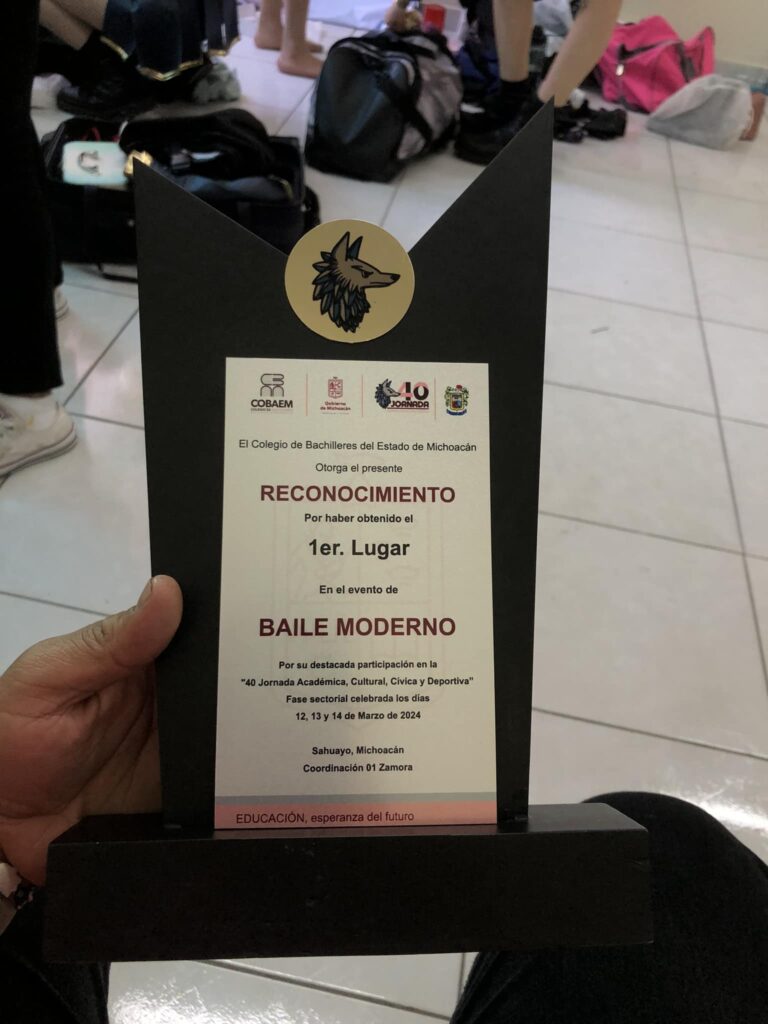 COBAEM
Gobierno
de Michoacán
40
JORNADA
El Colegio de Bachilleres del Estado de Michoacán
Otorga el presente
RECONOCIMIENTO
Por haber obtenido el
1er. Lugar
En el evento de
BAILE MODERNO
Por su destacada participación en la
"40 Jornada Académica, Cultural, Cívica y Deportiva"
Fase sectorial celebrada los días
12, 13 y 14 de Marzo de 2024
Sahuayo, Michoacán
Coordinación 01 Zamora
EDUCACIÓN, esperanza del futuro